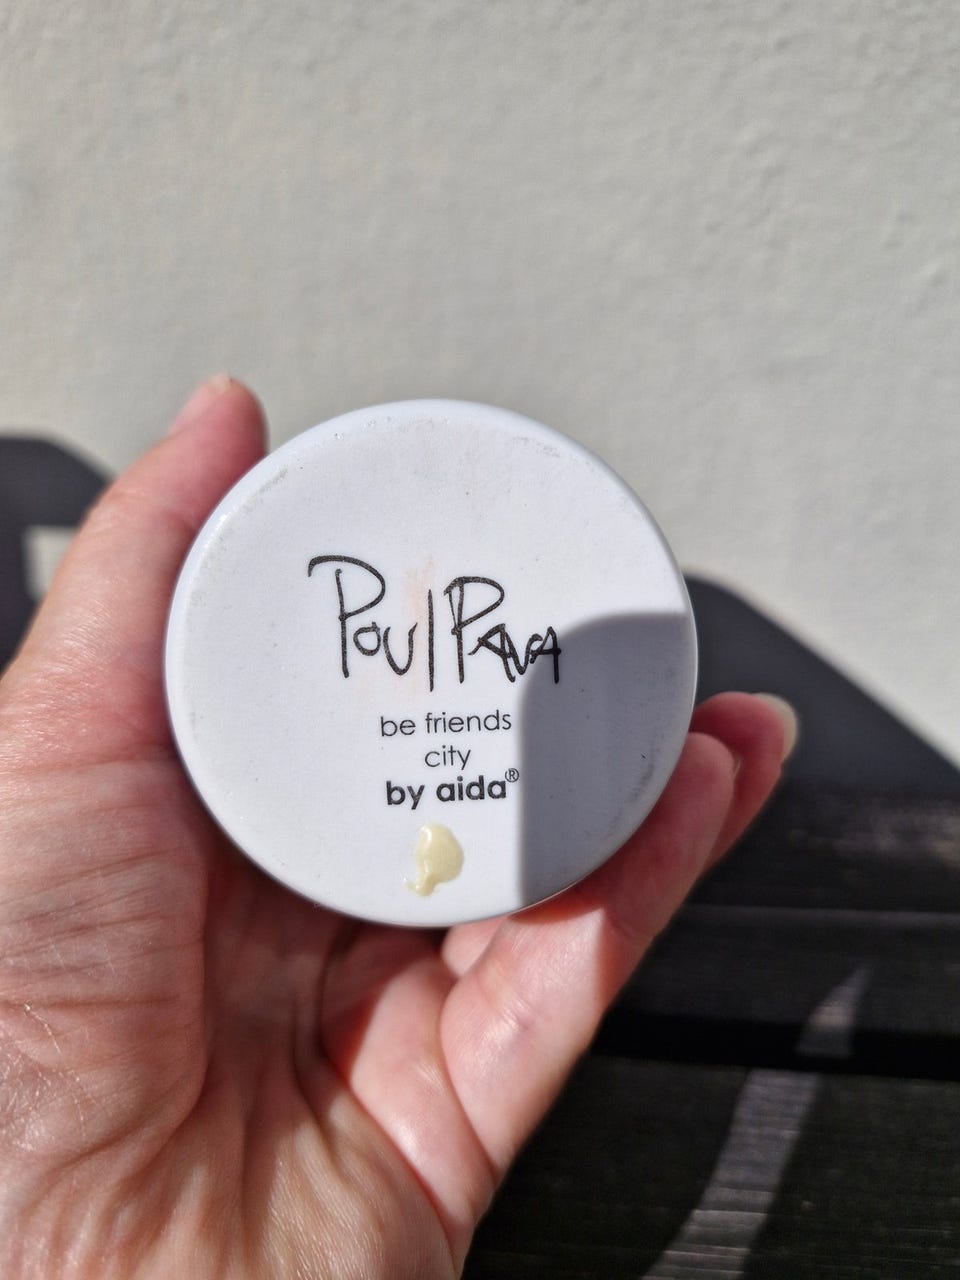 Poul Pava
be friends
city
by aida®